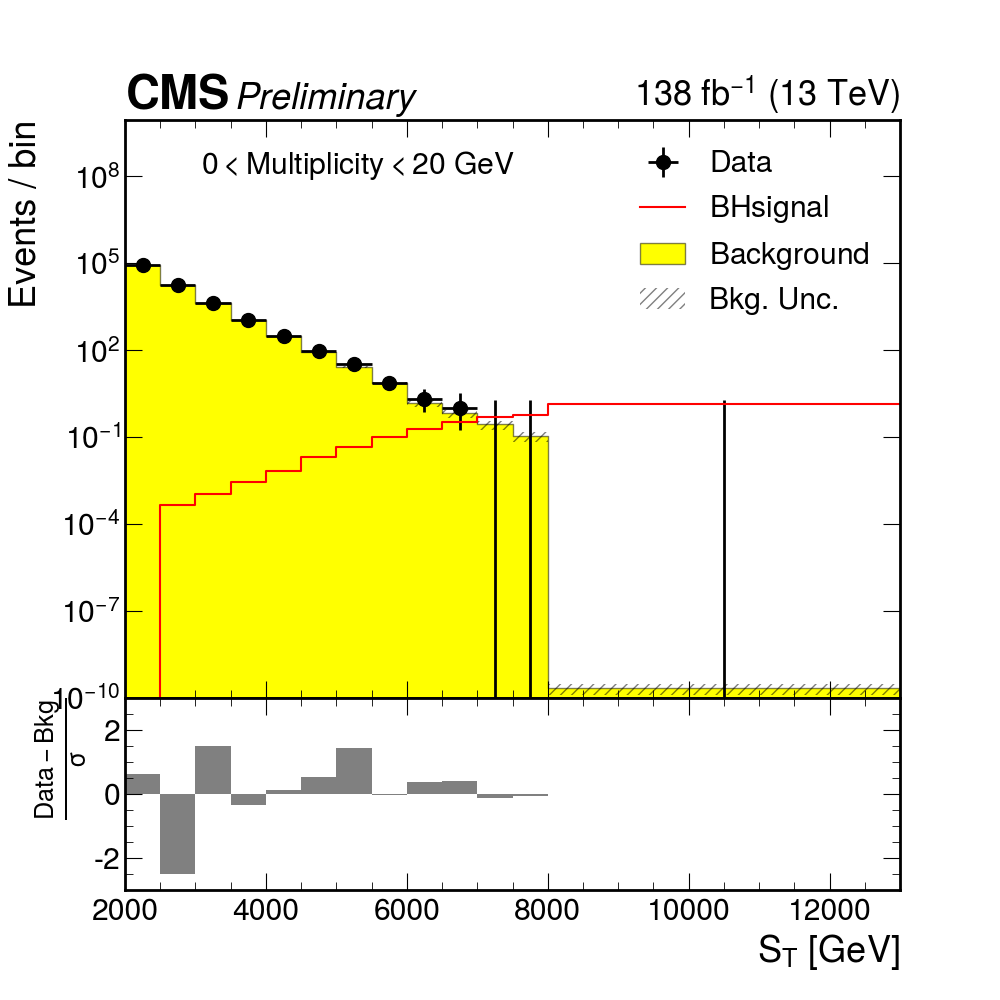 CMS Preliminary 138 fb⁻¹ (13 TeV)
Events / bin
0 < Multiplicity < 20 GeV
Data
BHsignal
Background
Bkg. Unc.
10⁸
10⁵
10²
10⁻¹
10⁻⁴
10⁻⁷
10⁻¹⁰
Data − Bkg
σ
2
0
-2
2000 4000 6000 8000 10000 12000
S_T [GeV]